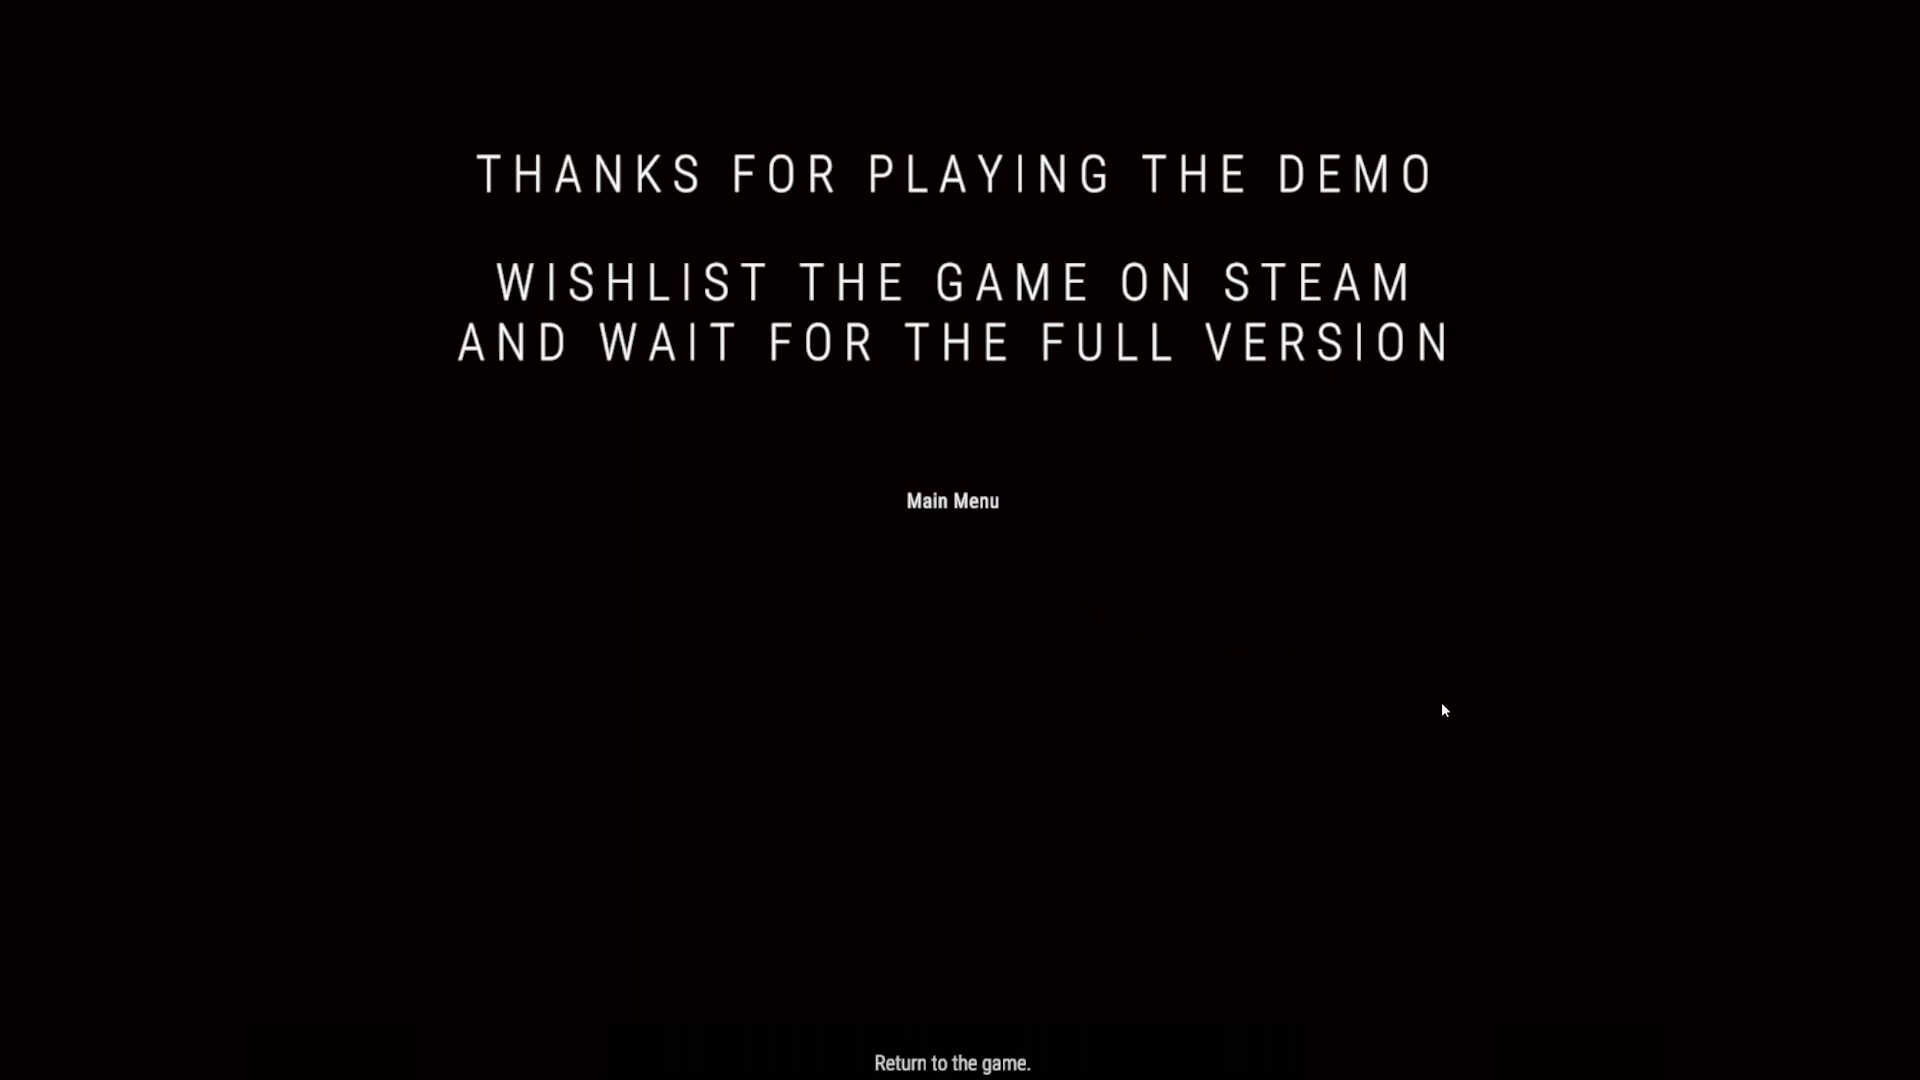 THANKS FOR PLAYING THE DEMO
WISHLIST THE GAME ON STEAM
AND WAIT FOR THE FULL VERSION
Main Menu
Return to the game.